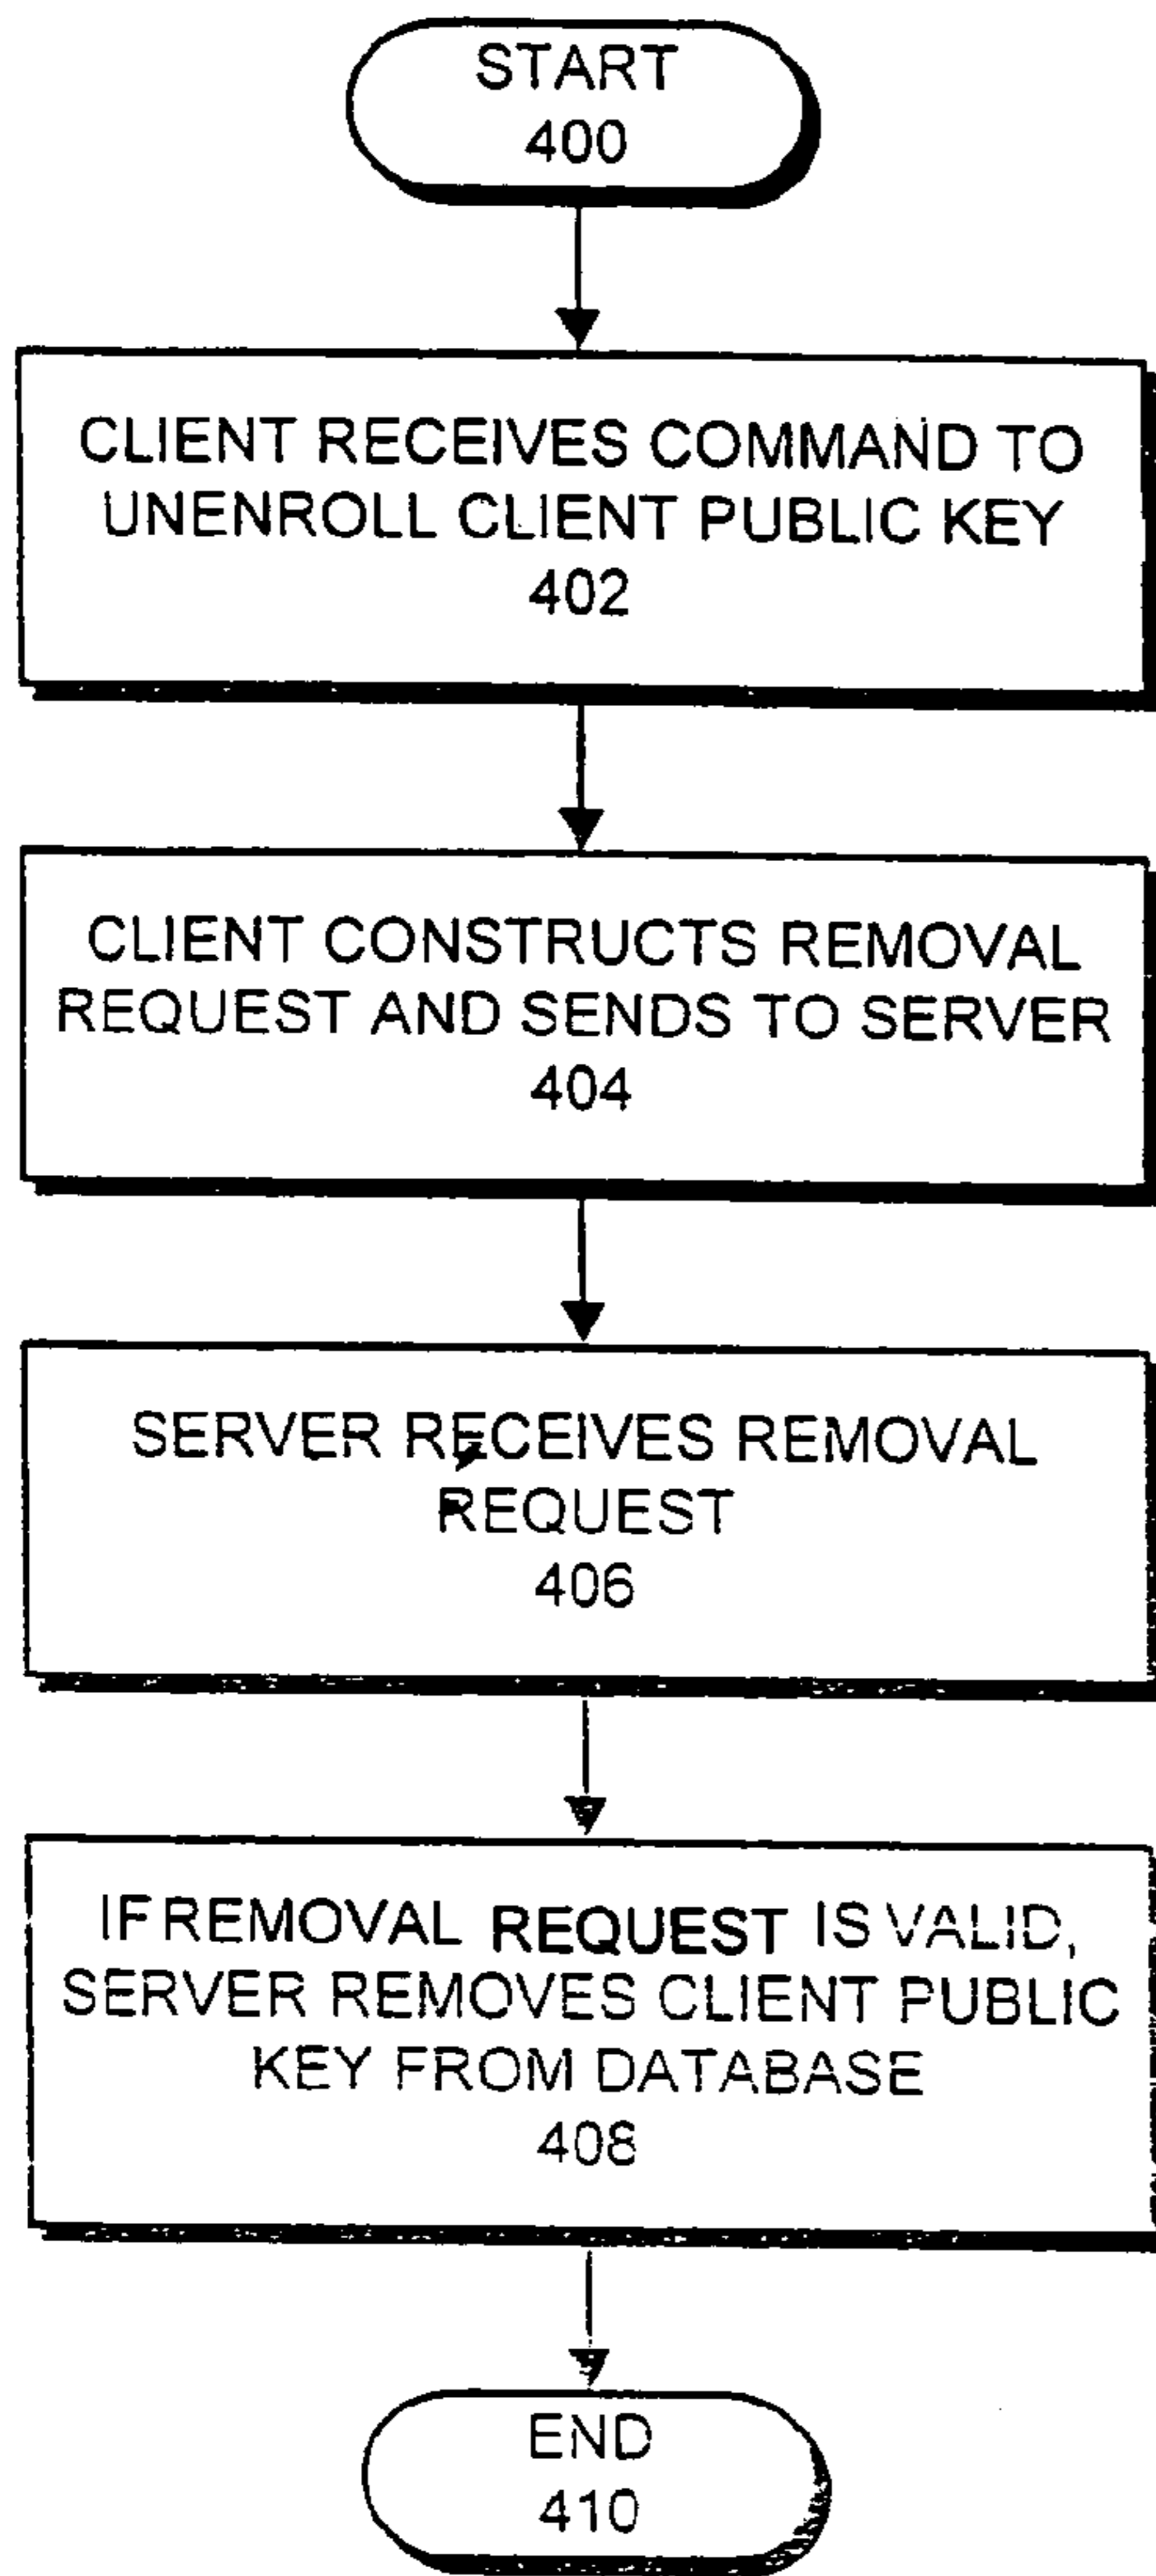 START
400
CLIENT RECEIVES COMMAND TO
UNENROLL CLIENT PUBLIC KEY
402
CLIENT CONSTRUCTS REMOVAL
REQUEST AND SENDS TO SERVER
404
SERVER RECEIVES REMOVAL
REQUEST
406
IF REMOVAL REQUEST IS VALID,
SERVER REMOVES CLIENT PUBLIC
KEY FROM DATABASE
408
END
410